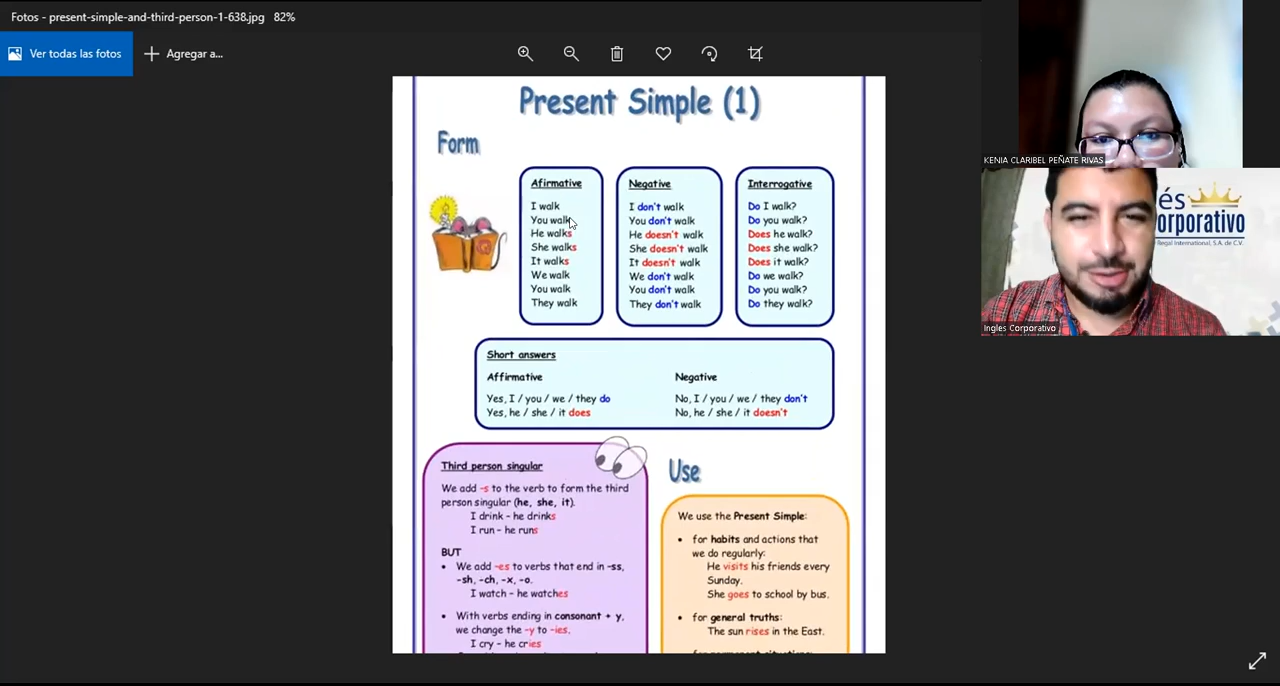 Fotos - present-simple-and-third-person-1-638.jpg 82%
Ver todas las fotos
Agregar a...
Present Simple (1)
Form
Afirmative
I walk
You walk
He walks
She walks
It walks
We walk
You walk
They walk
Negative
I don't walk
You don't walk
He doesn't walk
She doesn't walk
It doesn't walk
We don't walk
You don't walk
They don't walk
Interrogative
Do I walk?
Do you walk?
Does he walk?
Does she walk?
Does it walk?
Do we walk?
Do you walk?
Do they walk?
Short answers
Affirmative
Yes, I / you / we / they do
Yes, he / she / it does
Negative
No, I / you / we / they don't
No, he / she / it doesn't
Third person singular
We add -s to the verb to form the third
person singular (he, she, it).
I drink - he drinks
I run - he runs
BUT
• We add -es to verbs that end in -ss,
-sh, -ch, -x, -o.
I watch - he watches
• With verbs ending in consonant + y,
we change the -y to -ies.
I cry - he cries
Use
We use the Present Simple:
• for habits and actions that
we do regularly:
He visits his friends every
Sunday.
She goes to school by bus.
• for general truths:
The sun rises in the East.
KENIA CLARIBEL PEÑATE RIVAS
és
orporativo
Regal International, S.A. de C.V.
Ingles Corporativo